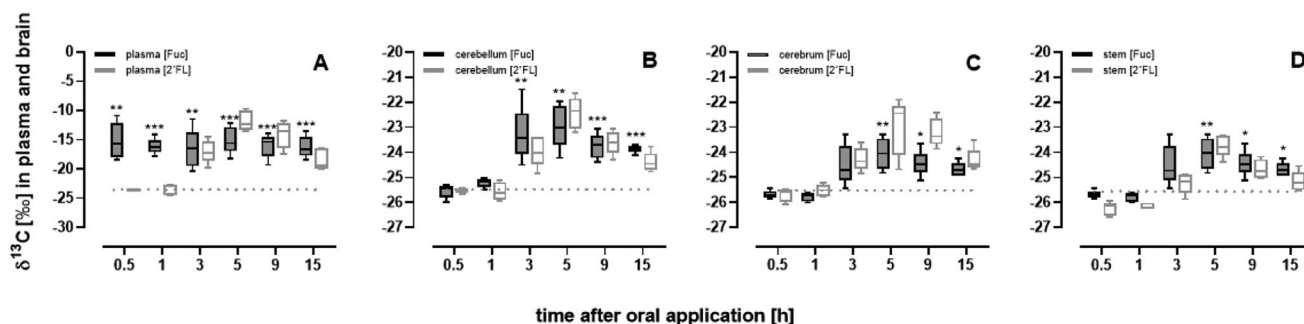 A
plasma [Fuc]
plasma [2'FL]
δ13C [‰] in plasma and brain
0
-5
-10
-15
-20
-25
-30
** *** ** *** *** ***
0.5 1 3 5 9 15
B
cerebellum [Fuc]
cerebellum [2'FL]
-20
-21
-22
-23
-24
-25
-26
-27
** ** *** ***
0.5 1 3 5 9 15
C
cerebrum [Fuc]
cerebrum [2'FL]
-20
-21
-22
-23
-24
-25
-26
-27
** * *
0.5 1 3 5 9 15
D
stem [Fuc]
stem [2'FL]
-20
-21
-22
-23
-24
-25
-26
-27
** * *
0.5 1 3 5 9 15
time after oral application [h]